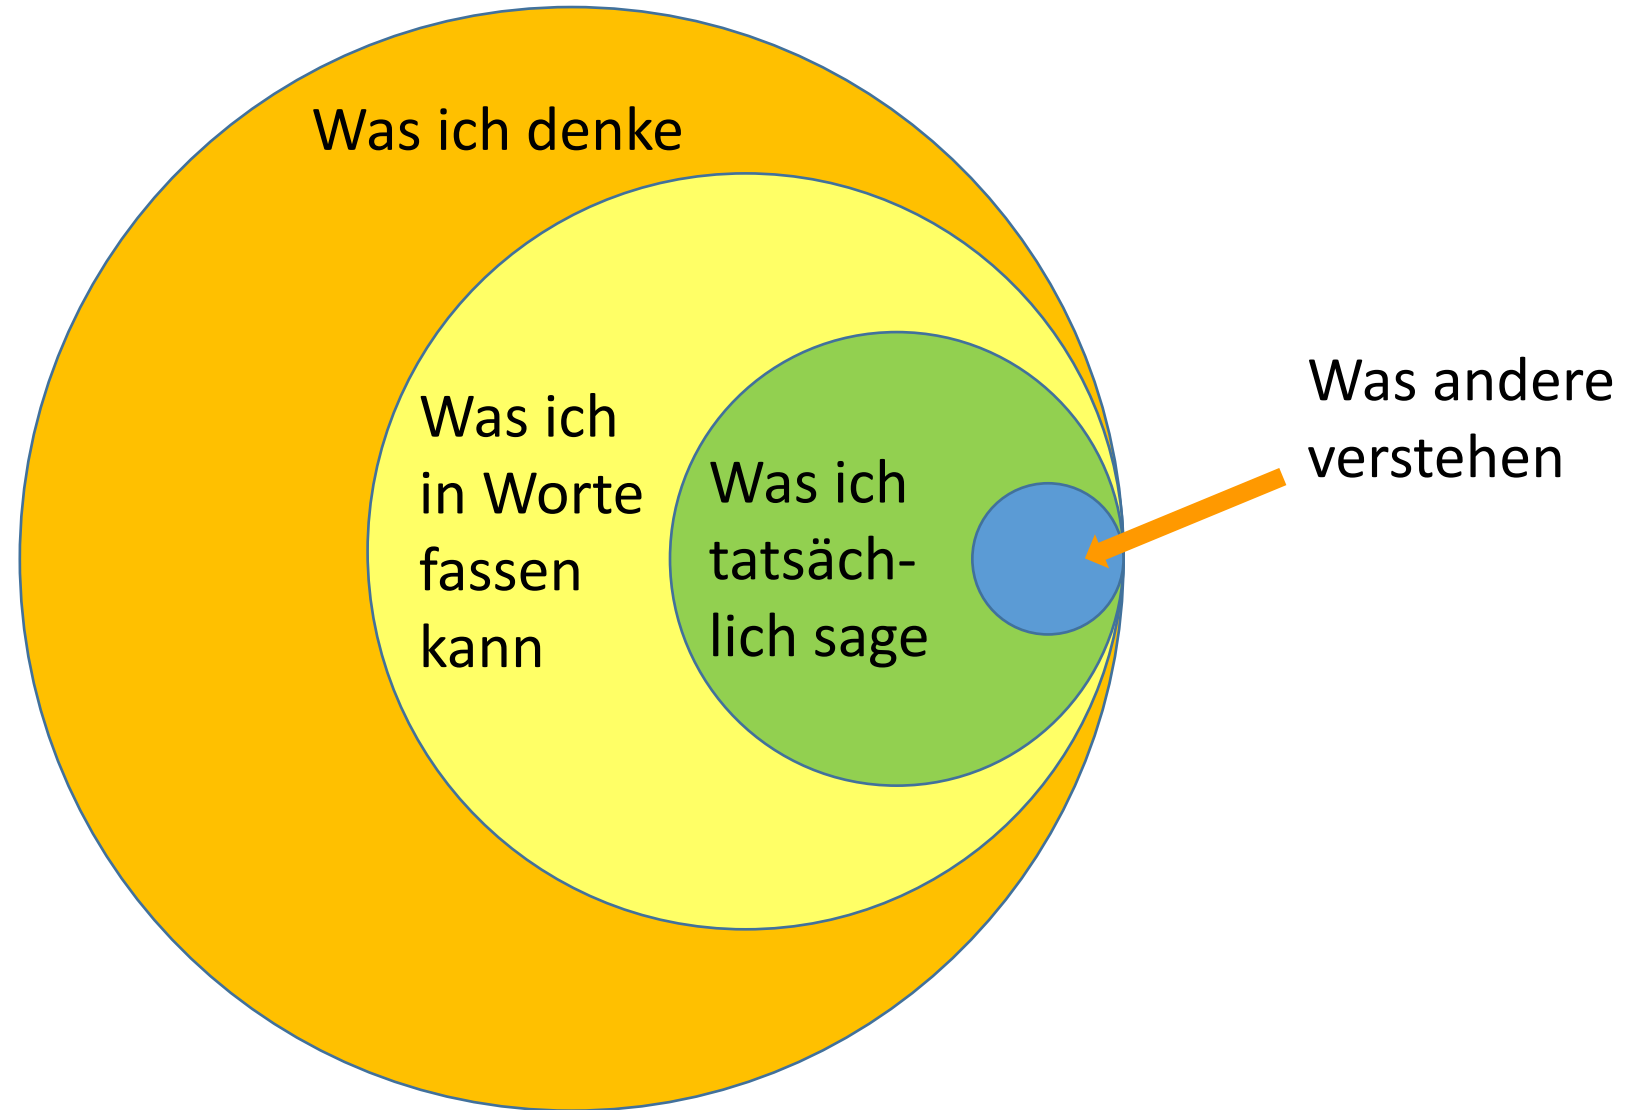 Was ich denke
Was ich
in Worte
fassen
kann
Was ich
tatsäch-
lich sage
Was andere
verstehen